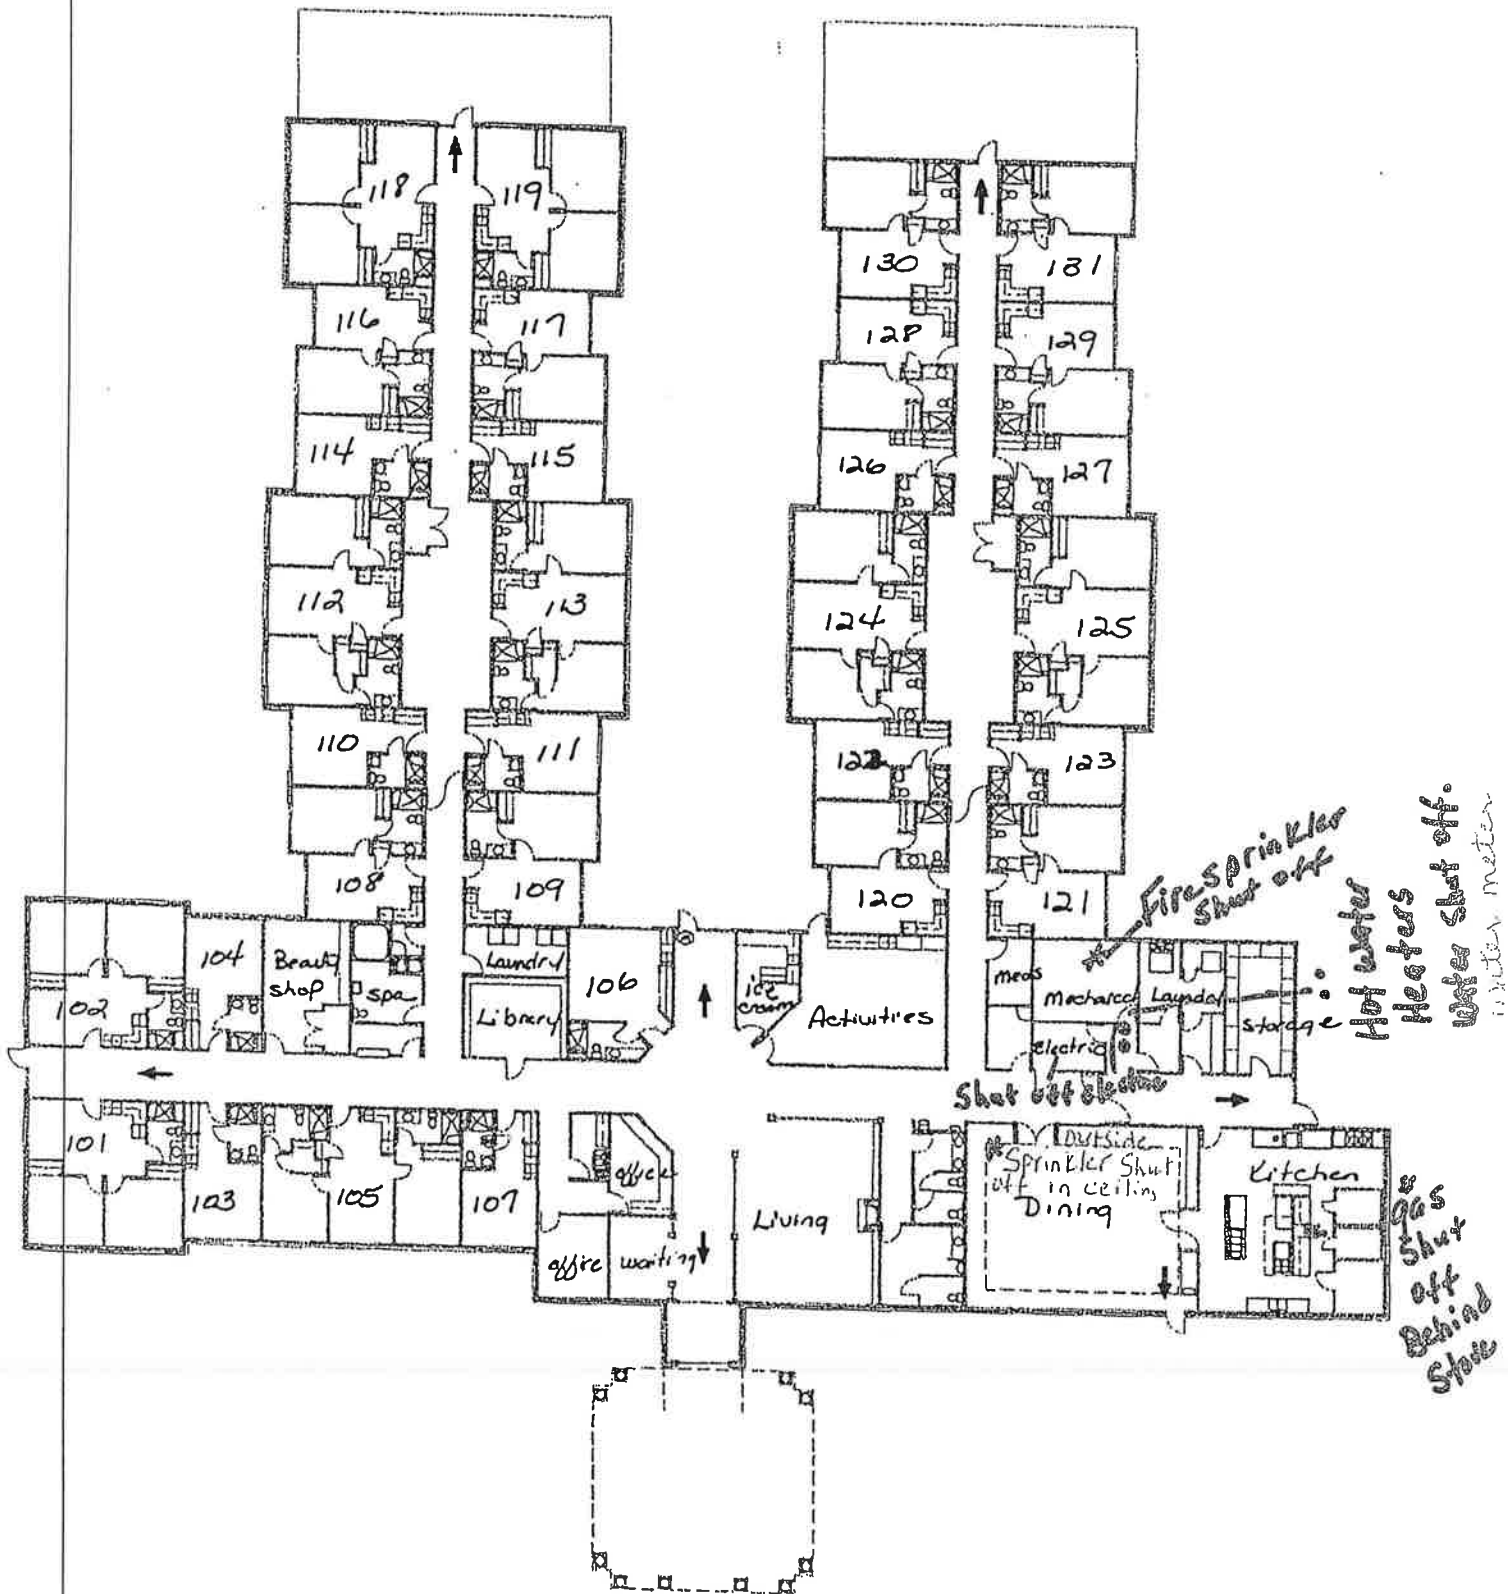 118
119
116
117
114
115
112
113
110
111
108
109
130
131
128
129
126
127
124
125
122
123
120
121
Fire sprinkler
Shut off
Hot water
Heaters
water shut off.
water meter
102
104
Beauty
shop
spa
Laundry
Library
106
ice
cream
Activities
meds
Mechanical
Laundry
storage
Electric
Shut off electric
101
103
105
107
office
office
waiting
Living
Outside
Sprinkler Shut
off in ceiling
Dining
Kitchen
gas
Shut
off
Behind
Stove